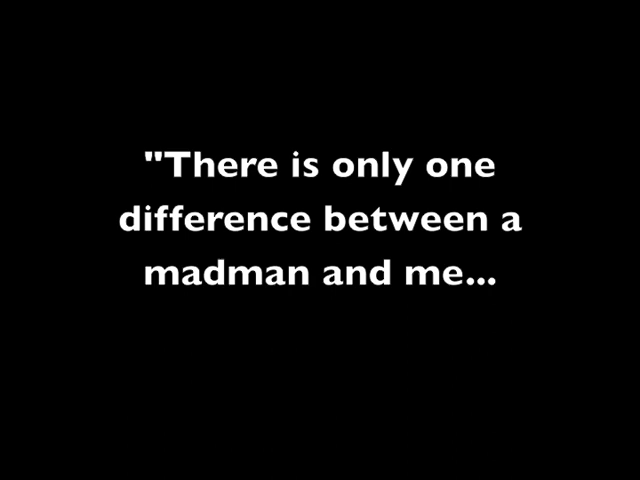 "There is only one
difference between a
madman and me...